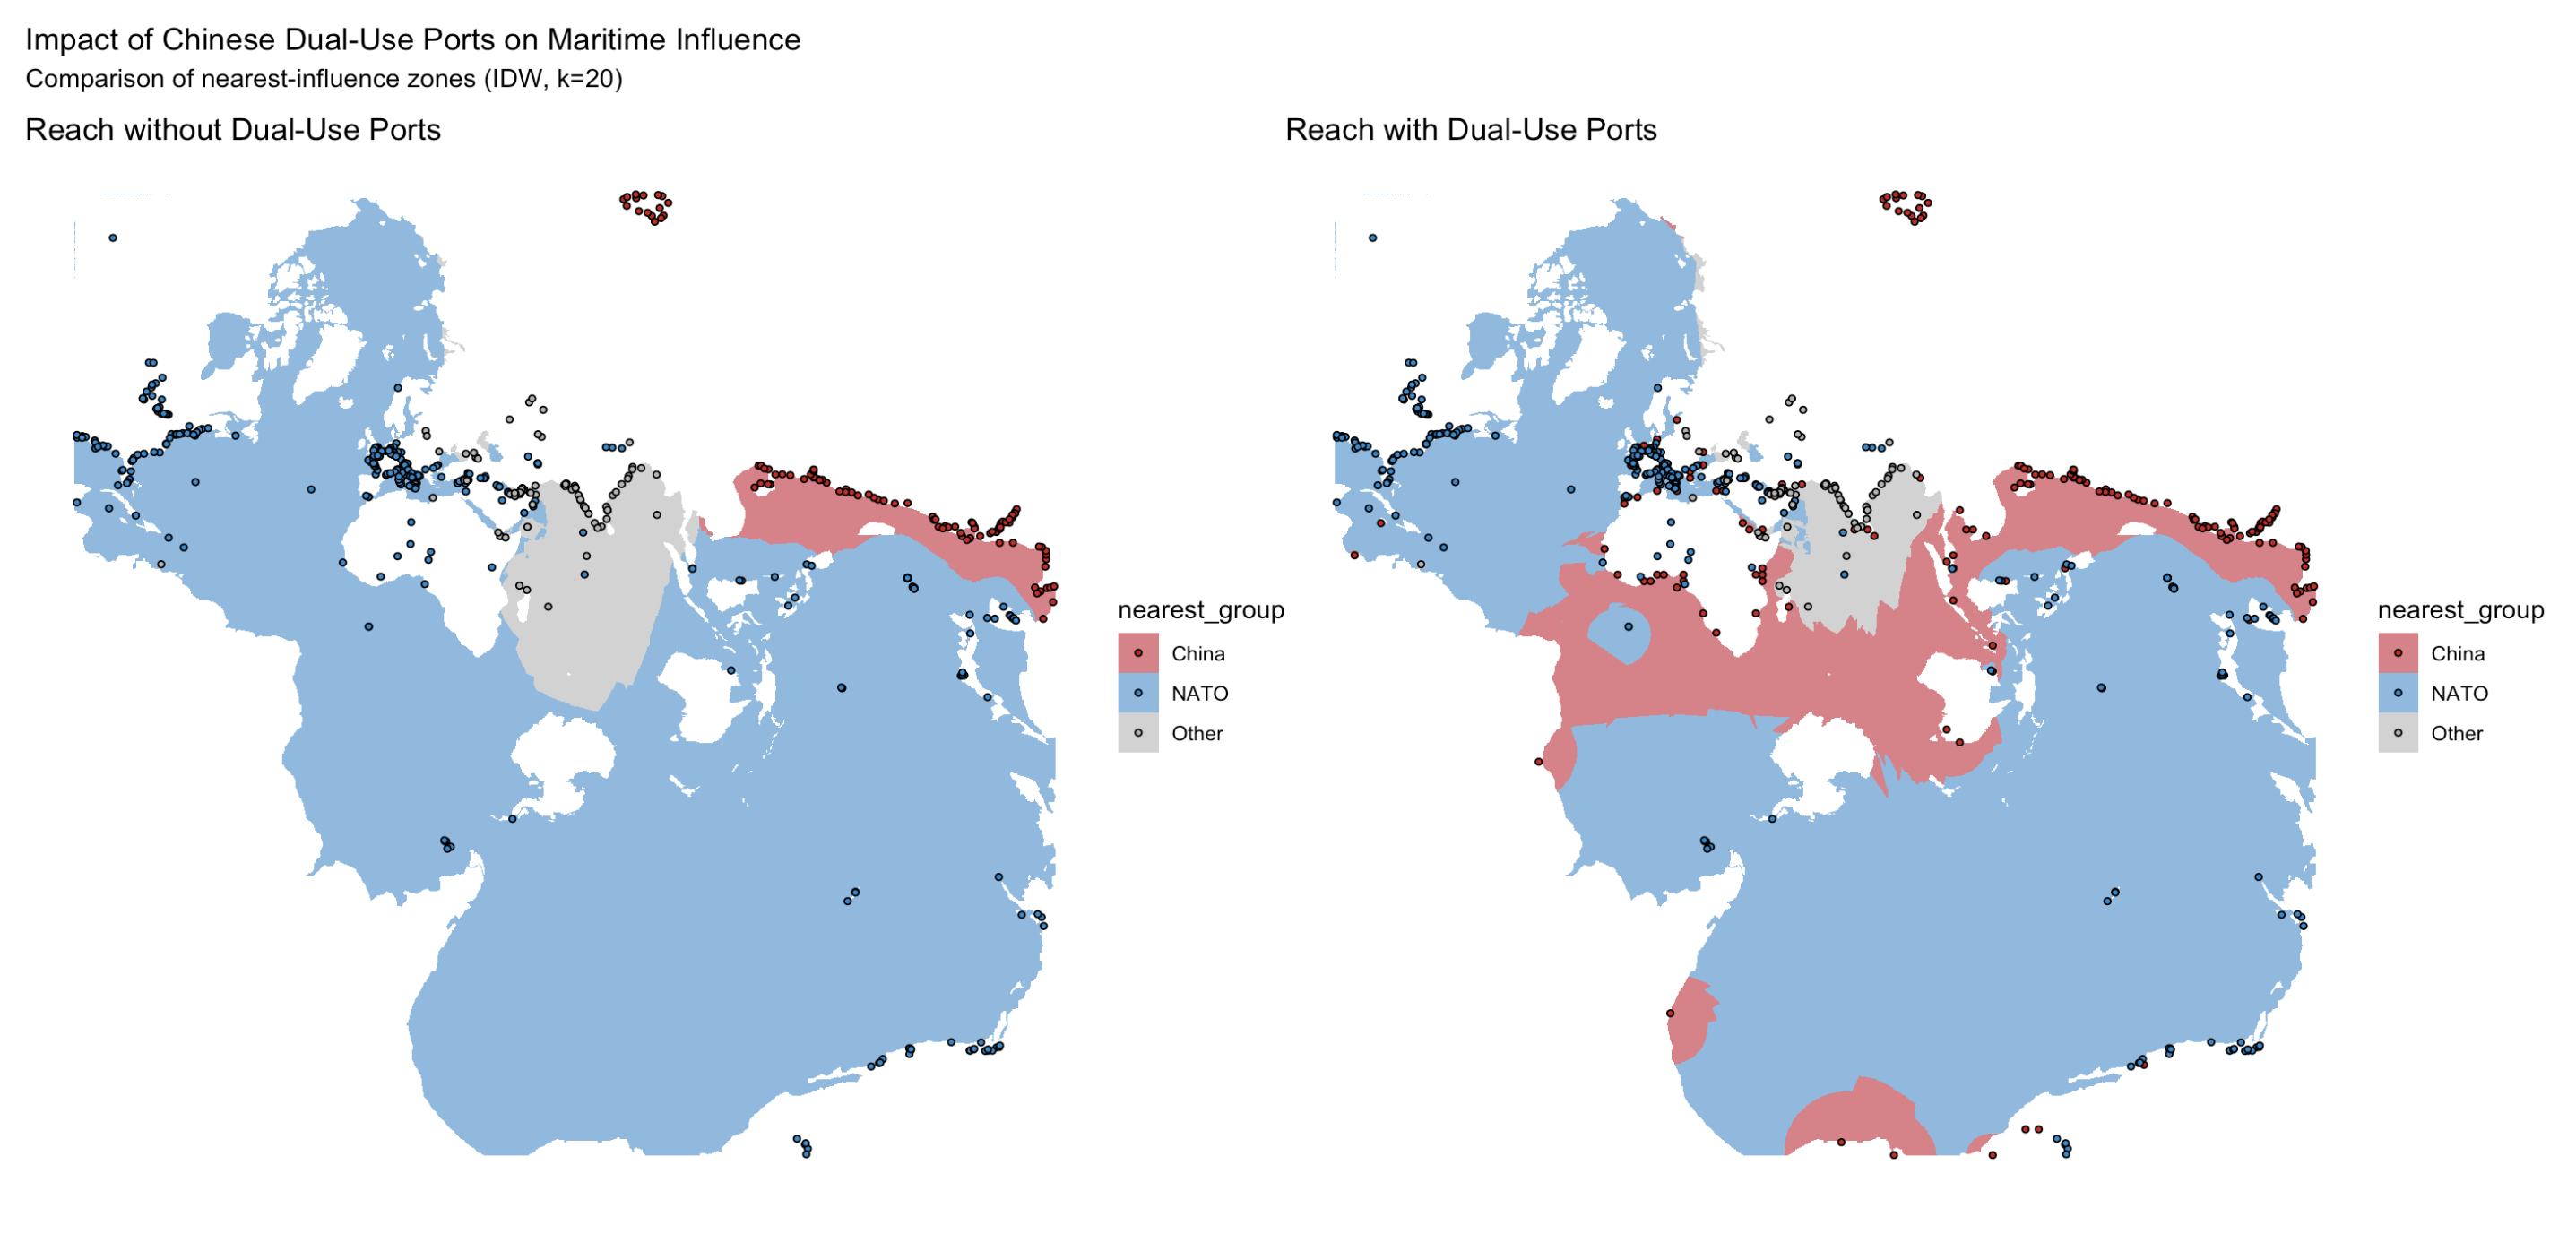 Impact of Chinese Dual-Use Ports on Maritime Influence
Comparison of nearest-influence zones (IDW, k=20)
Reach without Dual-Use Ports
nearest_group
China
NATO
Other
Reach with Dual-Use Ports
nearest_group
China
NATO
Other